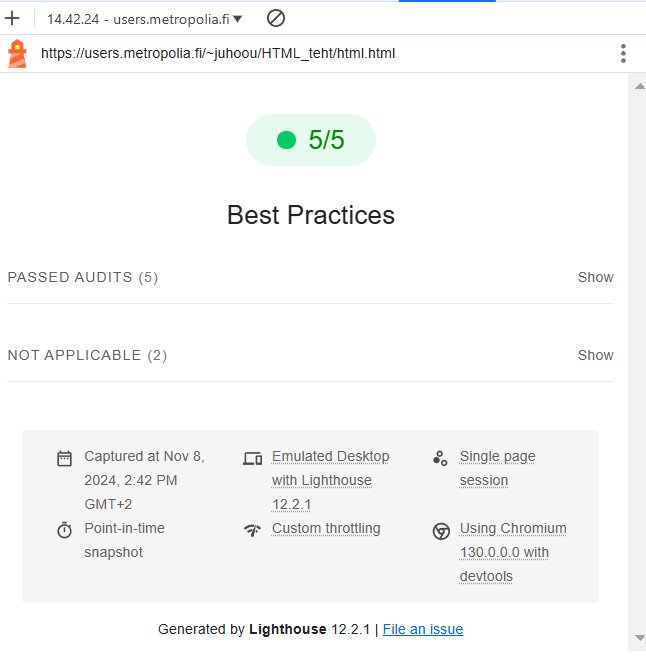 14.42.24 - users.metropolia.fi
https://users.metropolia.fi/~juhoou/HTML_teht/html.html
5/5
Best Practices
PASSED AUDITS (5) Show
NOT APPLICABLE (2) Show
Captured at Nov 8,
2024, 2:42 PM
GMT+2
Emulated Desktop
with Lighthouse
12.2.1
Single page
session
Point-in-time
snapshot
Custom throttling
Using Chromium
130.0.0.0 with
devtools
Generated by Lighthouse 12.2.1 | File an issue